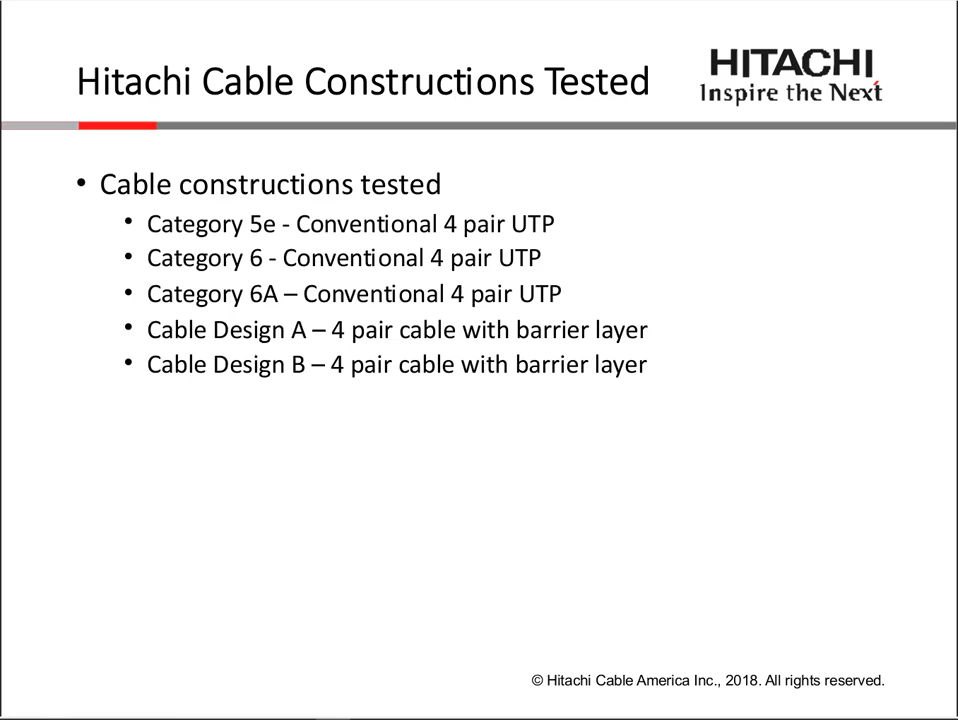 Hitachi Cable Constructions Tested
HITACHI
Inspire the Next
• Cable constructions tested
• Category 5e - Conventional 4 pair UTP
• Category 6 - Conventional 4 pair UTP
• Category 6A – Conventional 4 pair UTP
• Cable Design A – 4 pair cable with barrier layer
• Cable Design B – 4 pair cable with barrier layer
© Hitachi Cable America Inc., 2018. All rights reserved.